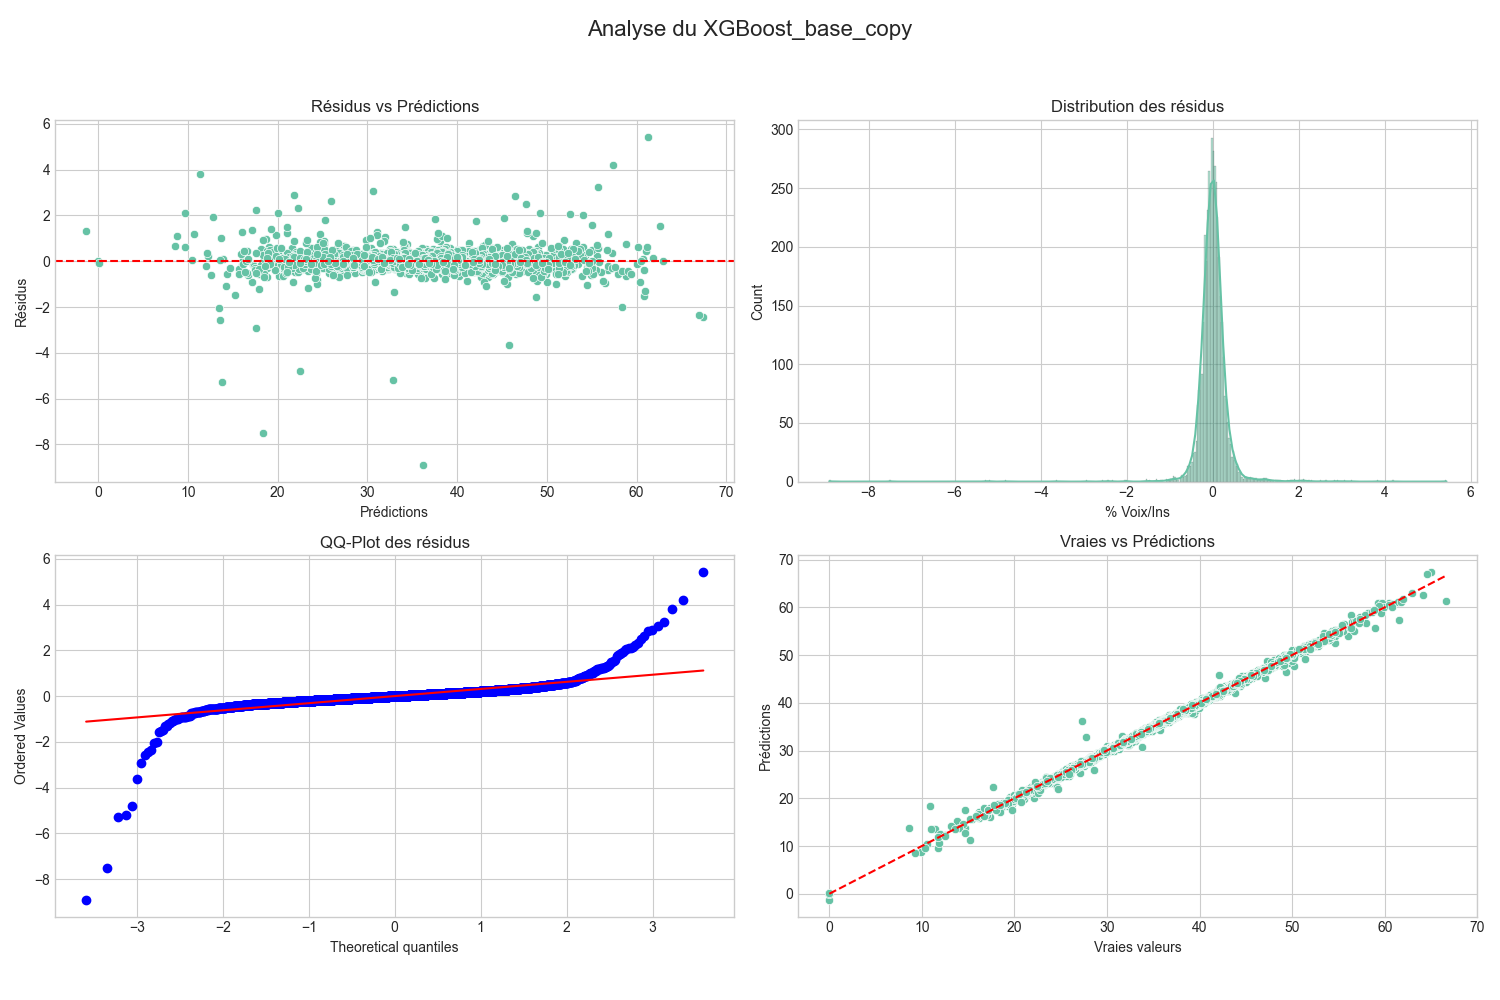 Analyse du XGBoost_base_copy
Résidus vs Prédictions
Résidus
6
4
2
0
−2
−4
−6
−8
0 10 20 30 40 50 60 70
Prédictions
Distribution des résidus
Count
300
250
200
150
100
50
0
−8 −6 −4 −2 0 2 4 6
% Voix/Ins
QQ-Plot des résidus
Ordered Values
6
4
2
0
−2
−4
−6
−8
−3 −2 −1 0 1 2 3
Theoretical quantiles
Vraies vs Prédictions
Prédictions
70
60
50
40
30
20
10
0
0 10 20 30 40 50 60 70
Vraies valeurs